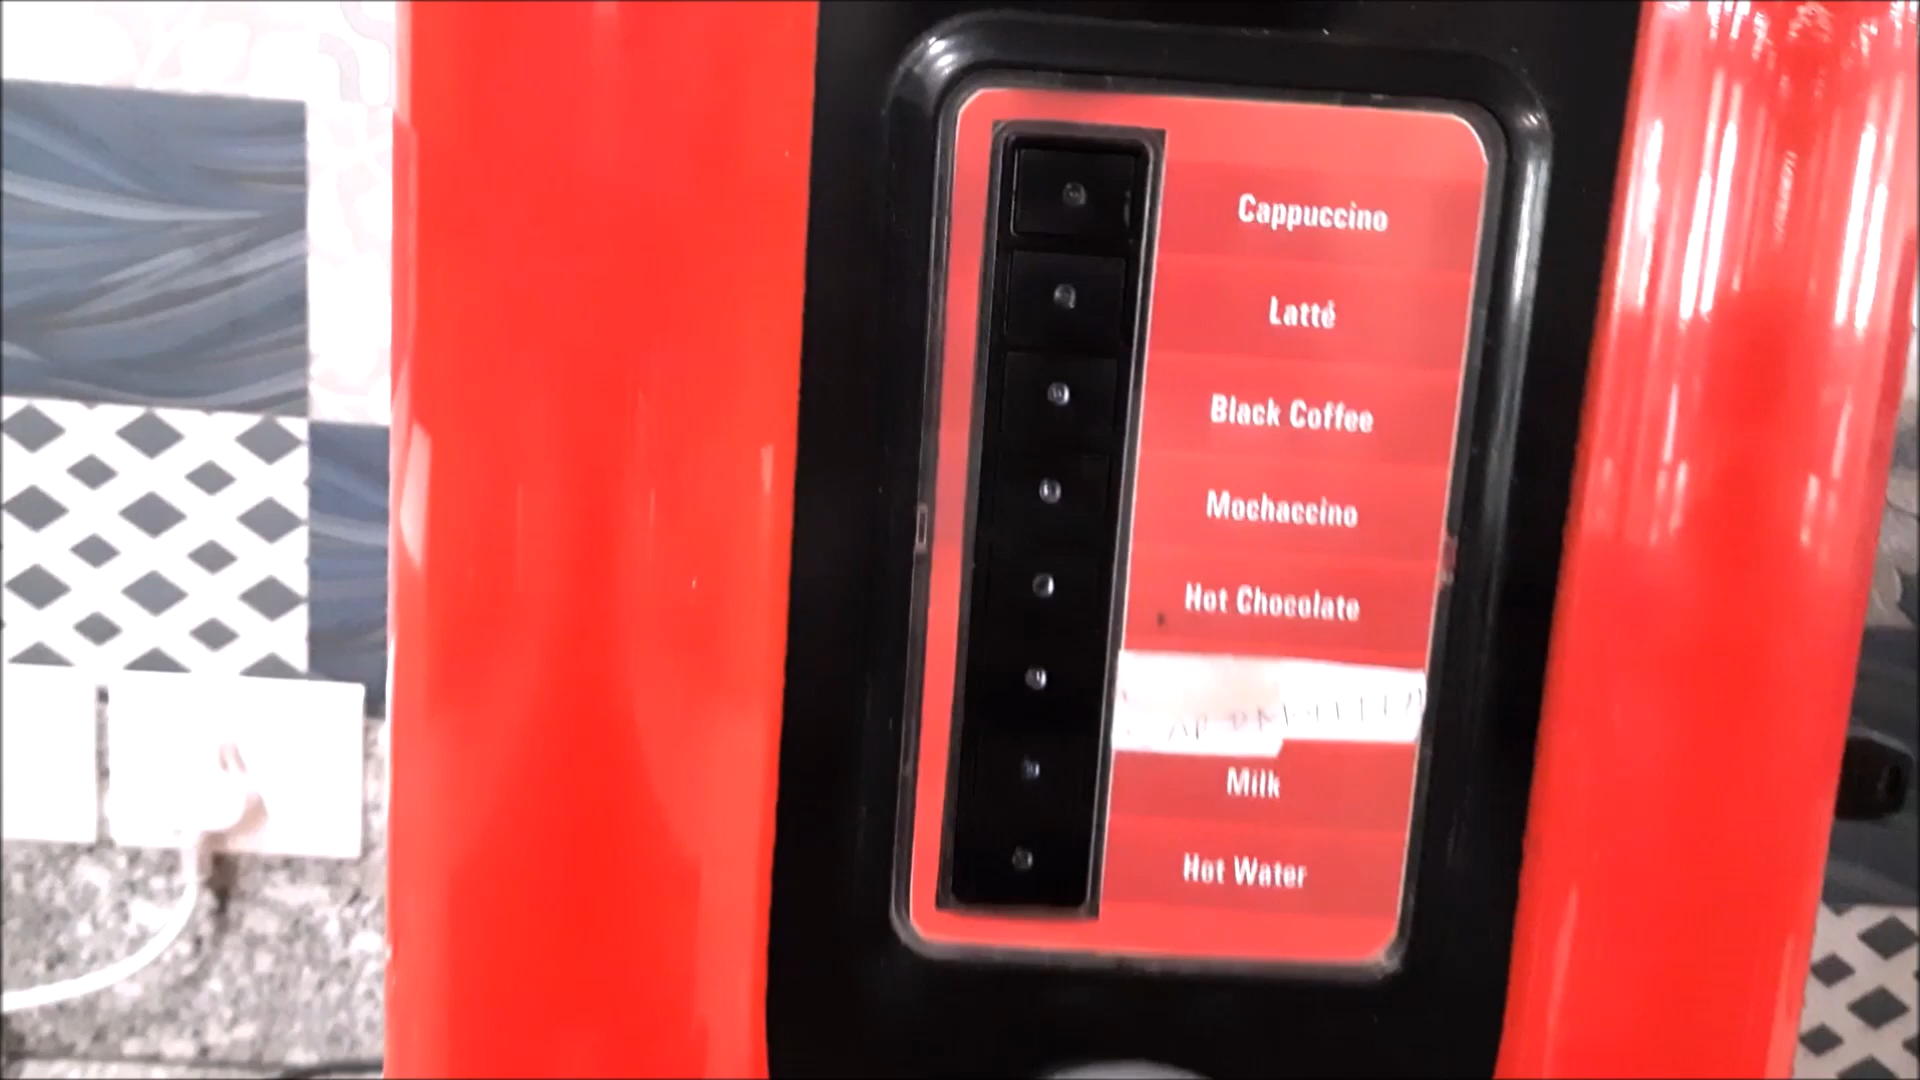 Cappuccino
Latté
Black Coffee
Mochaccino
Hot Chocolate
Milk
Hot Water